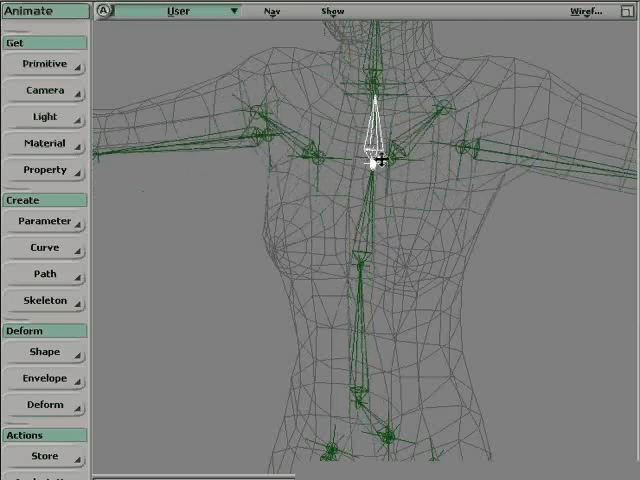 Animate
A User Nav Show Wiref...
Get
Primitive
Camera
Light
Material
Property
Create
Parameter
Curve
Path
Skeleton
Deform
Shape
Envelope
Deform
Actions
Store